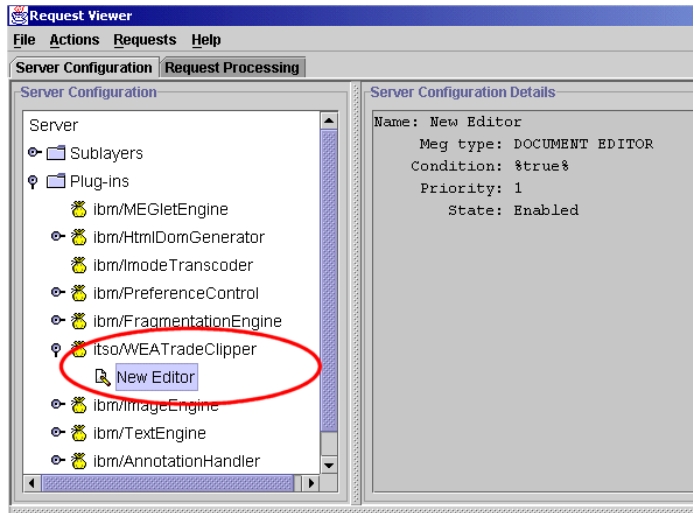 Request Viewer
File Actions Requests Help
Server Configuration Request Processing
Server Configuration
Server
Sublayers
Plug-ins
ibm/MEGletEngine
ibm/HtmlDomGenerator
ibm/ImodeTranscoder
ibm/PreferenceControl
ibm/FragmentationEngine
itso/WEATradeClipper
New Editor
ibm/ImageEngine
ibm/TextEngine
ibm/AnnotationHandler
Server Configuration Details
Name: New Editor
Meg type: DOCUMENT EDITOR
Condition: %true%
Priority: 1
State: Enabled